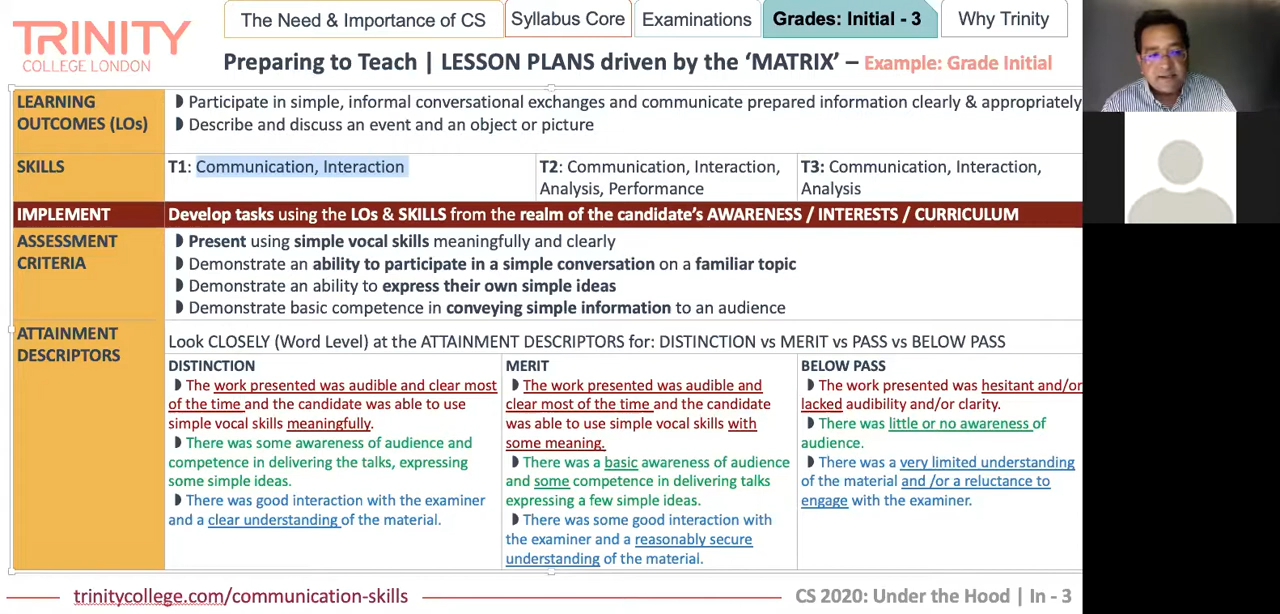 TRINITY
COLLEGE LONDON
The Need & Importance of CS
Syllabus Core
Examinations
Grades: Initial - 3
Why Trinity
Preparing to Teach | LESSON PLANS driven by the ‘MATRIX’ – Example: Grade Initial
LEARNING
OUTCOMES (LOs)
Participate in simple, informal conversational exchanges and communicate prepared information clearly & appropriately
Describe and discuss an event and an object or picture
SKILLS
T1: Communication, Interaction
T2: Communication, Interaction,
Analysis, Performance
T3: Communication, Interaction,
Analysis
IMPLEMENT
Develop tasks using the LOs & SKILLS from the realm of the candidate’s AWARENESS / INTERESTS / CURRICULUM
ASSESSMENT
CRITERIA
Present using simple vocal skills meaningfully and clearly
Demonstrate an ability to participate in a simple conversation on a familiar topic
Demonstrate an ability to express their own simple ideas
Demonstrate basic competence in conveying simple information to an audience
ATTAINMENT
DESCRIPTORS
Look CLOSELY (Word Level) at the ATTAINMENT DESCRIPTORS for: DISTINCTION vs MERIT vs PASS vs BELOW PASS
DISTINCTION
The work presented was audible and clear most
of the time and the candidate was able to use
simple vocal skills meaningfully.
There was some awareness of audience and
competence in delivering the talks, expressing
some simple ideas.
There was good interaction with the examiner
and a clear understanding of the material.
MERIT
The work presented was audible and
clear most of the time and the candidate
was able to use simple vocal skills with
some meaning.
There was a basic awareness of audience
and some competence in delivering talks
expressing a few simple ideas.
There was some good interaction with
the examiner and a reasonably secure
understanding of the material.
BELOW PASS
The work presented was hesitant and/or
lacked audibility and/or clarity.
There was little or no awareness of
audience.
There was a very limited understanding
of the material and /or a reluctance to
engage with the examiner.
trinitycollege.com/communication-skills
CS 2020: Under the Hood | In - 3